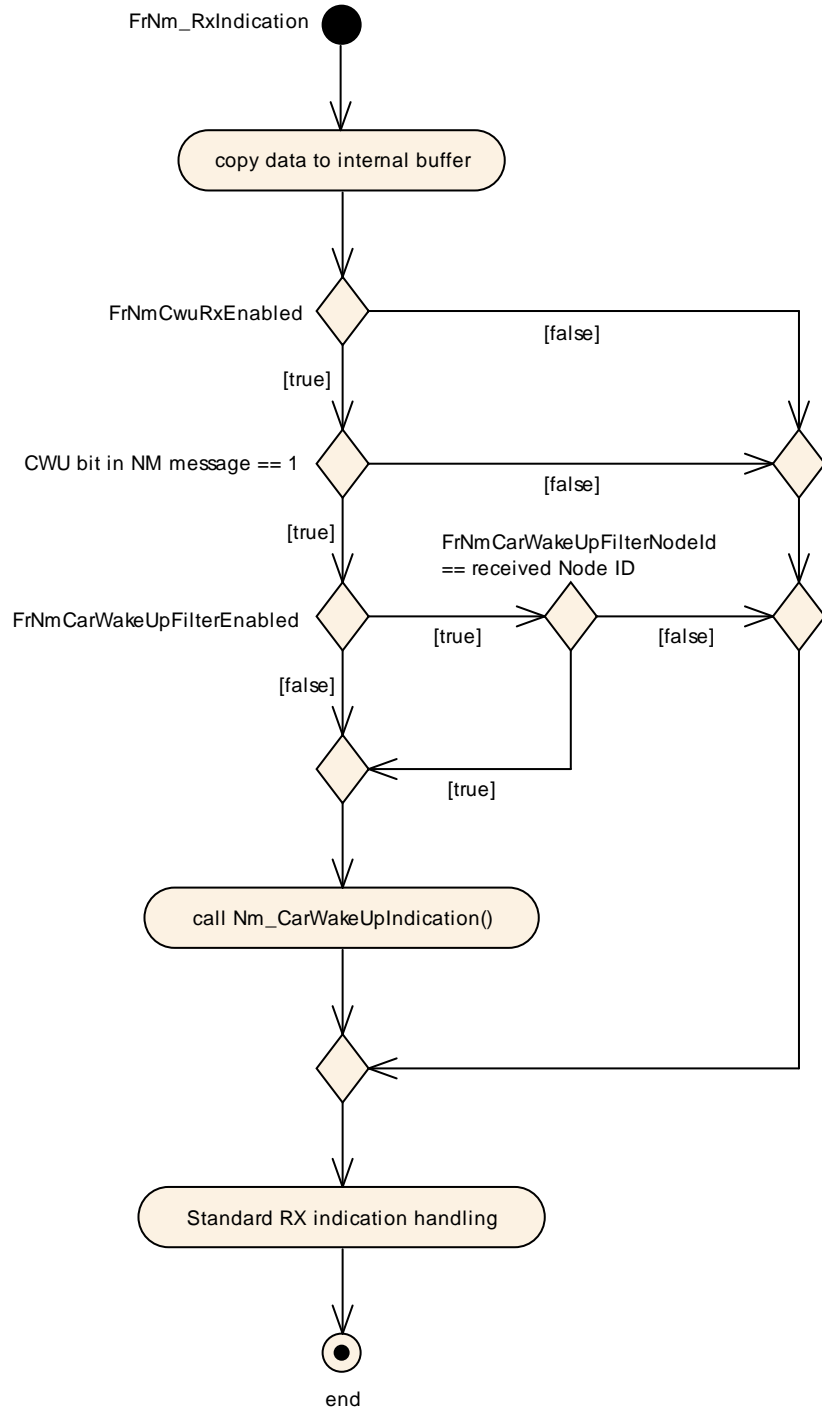 FrNm_RxIndication
copy data to internal buffer
FrNmCwuRxEnabled
[false]
[true]
CWU bit in NM message == 1
[false]
[true]
FrNmCarWakeUpFilterNodeId
== received Node ID
FrNmCarWakeUpFilterEnabled
[true]
[false]
[false]
[true]
call Nm_CarWakeUpIndication()
Standard RX indication handling
end